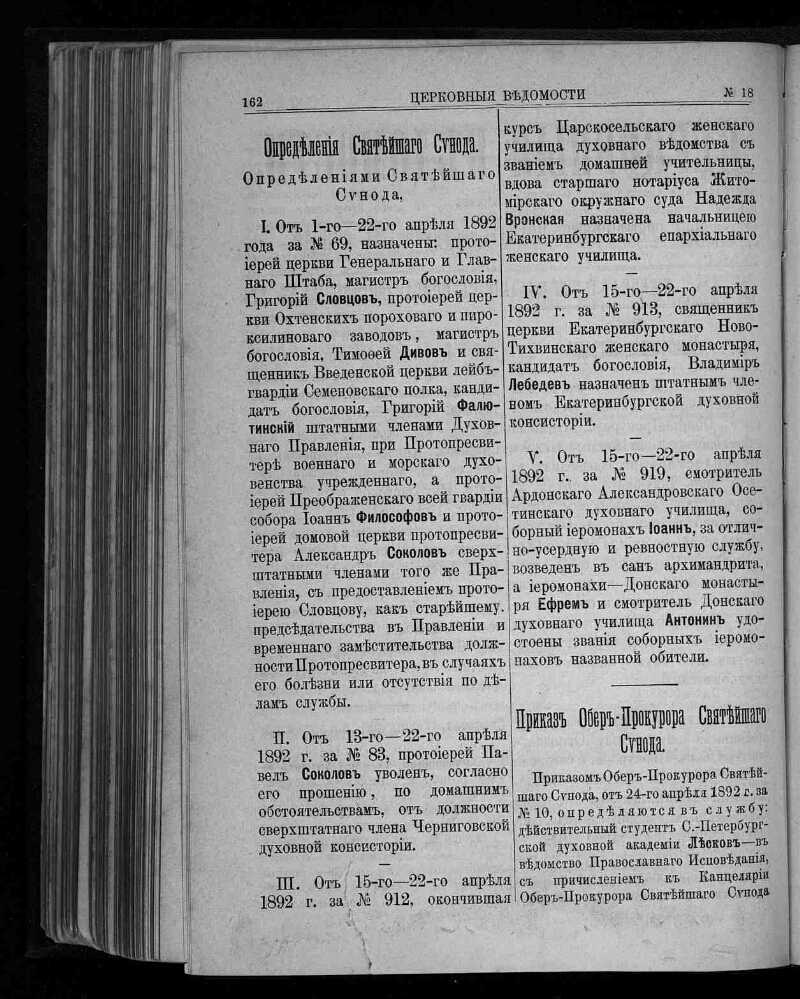 162
ЦЕРКОВНЫЯ ВѢДОМОСТИ
№ 18
Опредѣленія Святѣйшаго Сѵнода.
Опредѣленіями Святѣйшаго
Сѵнода,
I. Отъ 1-го—22-го апрѣля 1892
года за № 69, назначены: прото-
іерей церкви Генеральнаго и Глав-
наго Штаба, магистръ богословія,
Григорій Словцовъ, протоіерей цер-
кви Охтенскихъ пороховаго и пиро-
ксилиноваго заводовъ, магистръ
богословія, Тимоѳей Дивовъ и свя-
щенникъ Введенской церкви лейбъ-
гвардіи Семеновскаго полка, канди-
датъ богословія, Григорій Фалю-
тинскій штатными членами Духов-
наго Правленія, при Протопресви-
терѣ военнаго и морскаго духо-
венства учрежденнаго, а прото-
іерей Преображенскаго всей гвардіи
собора Іоаннъ Философовъ и прото-
іерей домовой церкви протопресви-
тера Александръ Соколовъ сверх-
штатными членами того же Пра-
вленія, съ предоставленіемъ прото-
іерею Словцову, какъ старѣйшему,
предсѣдательства въ Правленіи и
временнаго замѣстительства долж-
ности Протопресвитера, въ случаяхъ
его болѣзни или отсутствія по дѣ-
ламъ службы.
II. Отъ 13-го—22-го апрѣля
1892 г. за № 83, протоіерей Па-
велъ Соколовъ уволенъ, согласно
его прошенію, по домашнимъ
обстоятельствамъ, отъ должности
сверхштатнаго члена Черниговской
духовной консисторіи.
III. Отъ 15-го—22-го апрѣля
1892 г. за № 912, окончившая
курсъ Царскосельскаго женскаго
училища духовнаго вѣдомства съ
званіемъ домашней учительницы,
вдова старшаго нотаріуса Жито-
мірскаго окружнаго суда Надежда
Вронская назначена начальницею
Екатеринбургскаго епархіальнаго
женскаго училища.
IV. Отъ 15-го—22-го апрѣля
1892 г. за № 913, священникъ
церкви Екатеринбургскаго Ново-
Тихвинскаго женскаго монастыря,
кандидатъ богословія, Владиміръ
Лебедевъ назначенъ штатнымъ чле-
номъ Екатеринбургской духовной
консисторіи.
V. Отъ 15-го—22-го апрѣля
1892 г. за № 919, смотритель
Ардонскаго Александровскаго Осе-
тинскаго духовнаго училища, со-
борный іеромонахъ Іоаннъ, за отлич-
но-усердную и ревностную службу,
возведенъ въ санъ архимандрита,
а іеромонахи—Донскаго монасты-
ря Ефремъ и смотритель Донскаго
духовнаго училища Антонинъ удо-
стоены званія соборныхъ іеромо-
наховъ названной обители.
Приказъ Оберъ-Прокурора Святѣйшаго
Сѵнода.
Приказомъ Оберъ-Прокурора Святѣй-
шаго Сѵнода, отъ 24-го апрѣля 1892 г. за
№ 10, опредѣляются въ службу:
дѣйствительный студентъ С.-Петербург-
ской духовной академіи Лѣсковъ—въ
вѣдомство Православнаго Исповѣданія,
съ причисленіемъ къ Канцеляріи
Оберъ-Прокурора Святѣйшаго Сѵнода